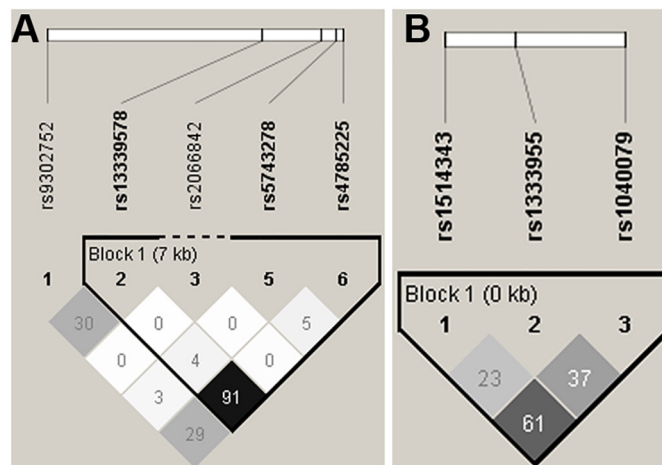 A
rs9302752
rs13339578
rs2066842
rs5743278
rs4785225
Block 1 (7 kb)
1 2 3 5 6
30 0 0 5
0 4 0
3 91
29
B
rs1514343
rs1333955
rs1040079
Block 1 (0 kb)
1 2 3
23 37
61